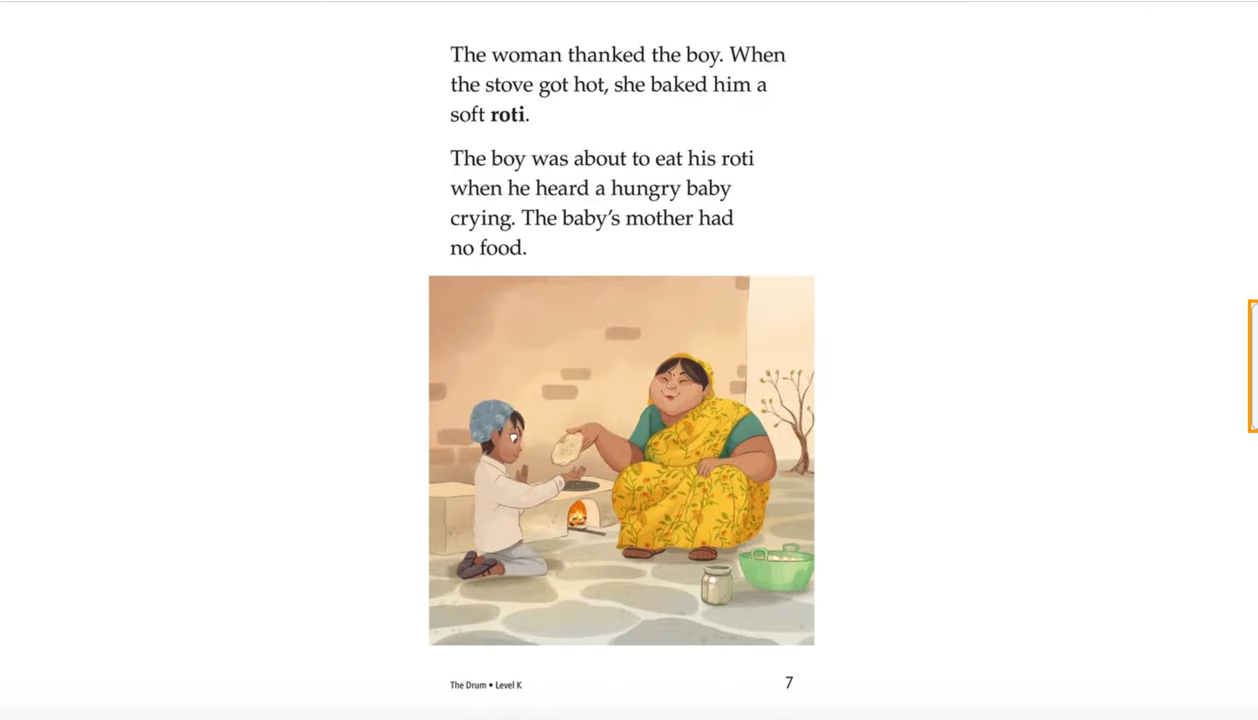 The woman thanked the boy. When
the stove got hot, she baked him a
soft roti.
The boy was about to eat his roti
when he heard a hungry baby
crying. The baby’s mother had
no food.
The Drum • Level K
7